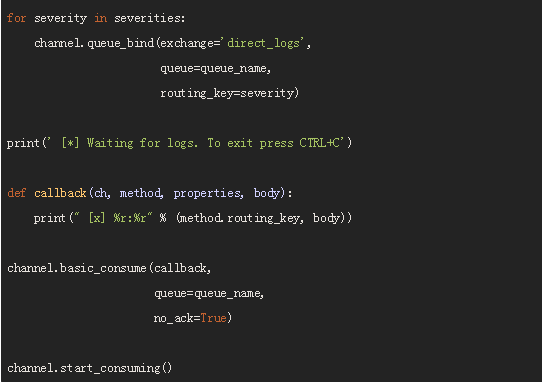 for severity in severities:
    channel.queue_bind(exchange='direct_logs',
                       queue=queue_name,
                       routing_key=severity)

print(' [*] Waiting for logs. To exit press CTRL+C')

def callback(ch, method, properties, body):
    print(" [x] %r:%r" % (method.routing_key, body))

channel.basic_consume(callback,
                      queue=queue_name,
                      no_ack=True)

channel.start_consuming()